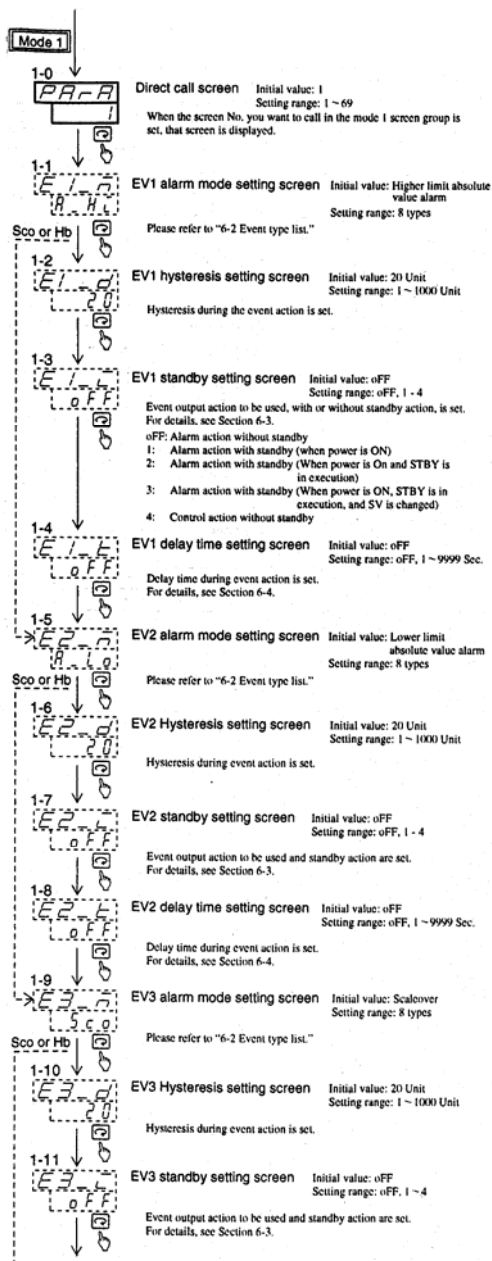 Mode 1
1-0
PArA
1
Direct call screen Initial value: 1
Setting range: 1 ~ 69
When the screen No. you want to call in the mode 1 screen group is
set, that screen is displayed.
1-1
E1_m
A_Hi
EV1 alarm mode setting screen Initial value: Higher limit absolute
value alarm
Setting range: 8 types
Please refer to "6-2 Event type list."
Sco or Hb
1-2
E1_d
20
EV1 hysteresis setting screen Initial value: 20 Unit
Setting range: 1 ~ 1000 Unit
Hysteresis during the event action is set.
1-3
E1_i
oFF
EV1 standby setting screen Initial value: oFF
Setting range: oFF, 1 - 4
Event output action to be used, with or without standby action, is set.
For details, see Section 6-3.
oFF: Alarm action without standby
1: Alarm action with standby (when power is ON)
2: Alarm action with standby (When power is On and STBY is
in execution)
3: Alarm action with standby (When power is ON, STBY is in
execution, and SV is changed)
4: Control action without standby
1-4
E1_t
oFF
EV1 delay time setting screen Initial value: oFF
Setting range: oFF, 1 ~ 9999 Sec.
Delay time during event action is set.
For details, see Section 6-4.
1-5
E2_m
A_Lo
EV2 alarm mode setting screen Initial value: Lower limit
absolute value alarm
Setting range: 8 types
Sco or Hb
Please refer to "6-2 Event type list."
1-6
E2_d
20
EV2 Hysteresis setting screen Initial value: 20 Unit
Setting range: 1 ~ 1000 Unit
Hysteresis during event action is set.
1-7
E2_i
oFF
EV2 standby setting screen Initial value: oFF
Setting range: oFF, 1 - 4
Event output action to be used and standby action are set.
For details, see Section 6-3.
1-8
E2_t
oFF
EV2 delay time setting screen Initial value: oFF
Setting range: oFF, 1 ~ 9999 Sec.
Delay time during event action is set.
For details, see Section 6-4.
1-9
E3_m
Sco
EV3 alarm mode setting screen Initial value: Scaleover
Setting range: 8 types
Sco or Hb
Please refer to "6-2 Event type list."
1-10
E3_d
20
EV3 Hysteresis setting screen Initial value: 20 Unit
Setting range: 1 ~ 1000 Unit
Hysteresis during event action is set.
1-11
E3_i
oFF
EV3 standby setting screen Initial value: oFF
Setting range: oFF, 1 ~ 4
Event output action to be used and standby action are set.
For details, see Section 6-3.